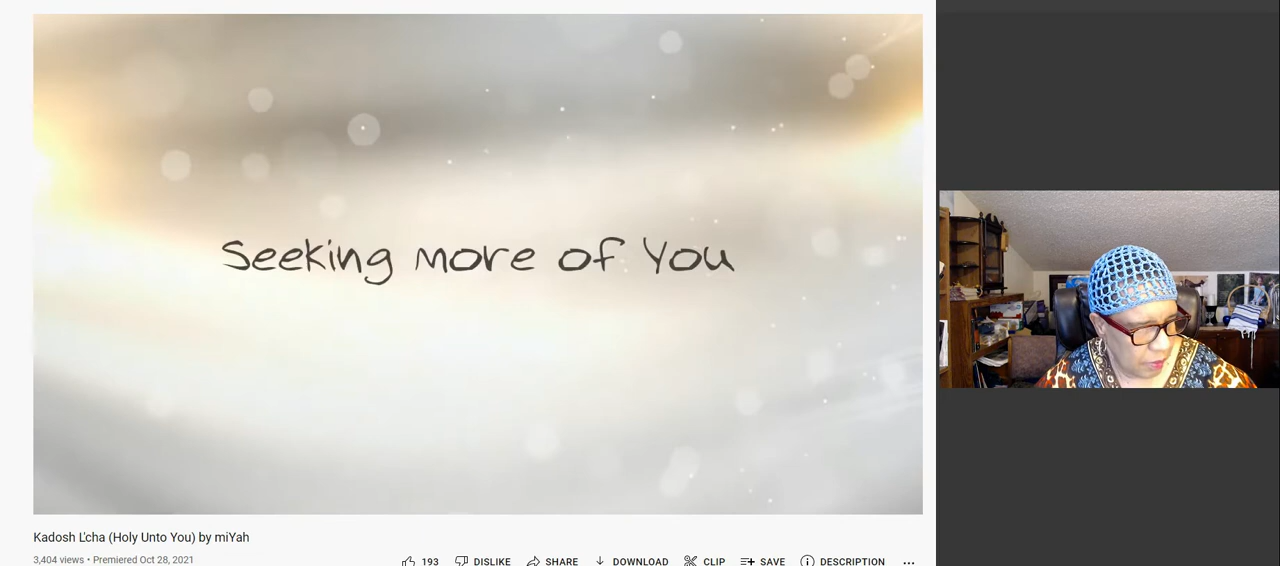 Seeking more of You
Kadosh L'cha (Holy Unto You) by miYah
3,404 views • Premiered Oct 28, 2021
193 DISLIKE SHARE DOWNLOAD CLIP SAVE DESCRIPTION ...